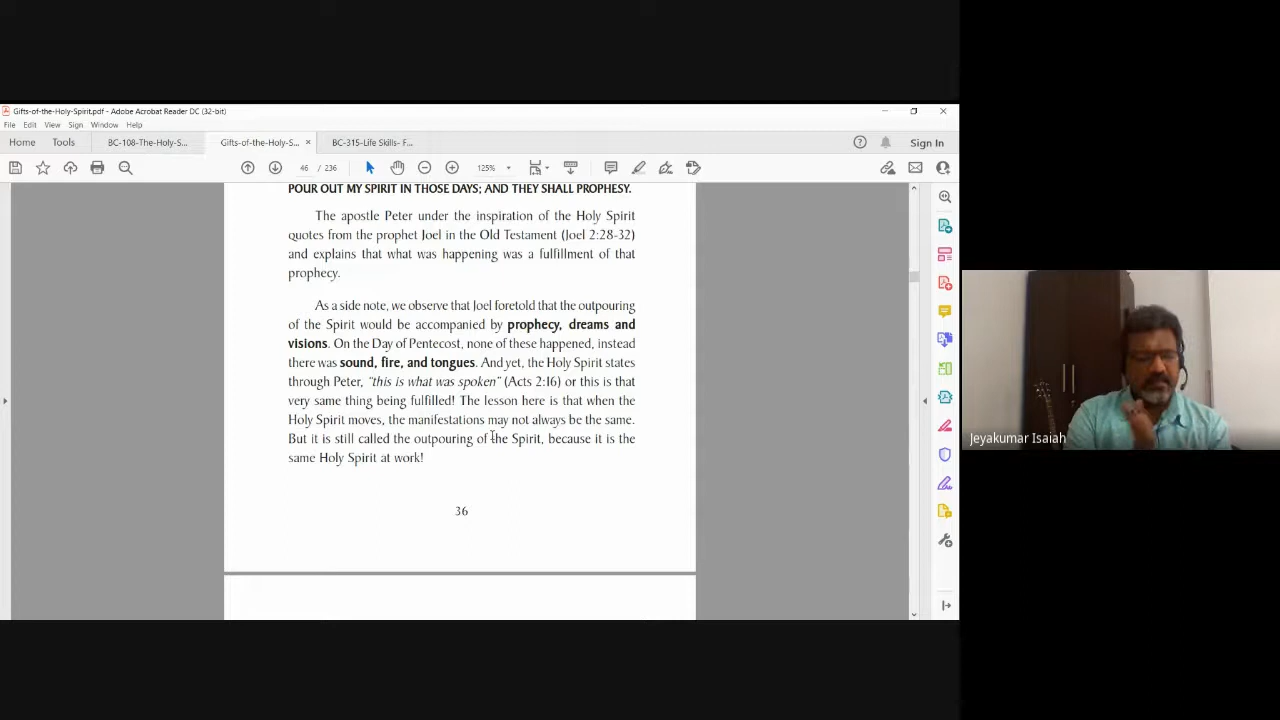 Gifts-of-the-Holy-Spirit.pdf - Adobe Acrobat Reader DC (32-bit)
File Edit View Sign Window Help
Home Tools BC-108-The-Holy-S... Gifts-of-the-Holy-S... × BC-315-Life Skills- F... Sign In
46 / 236 125%
POUR OUT MY SPIRIT IN THOSE DAYS; AND THEY SHALL PROPHESY.
The apostle Peter under the inspiration of the Holy Spirit
quotes from the prophet Joel in the Old Testament (Joel 2:28-32)
and explains that what was happening was a fulfillment of that
prophecy.
As a side note, we observe that Joel foretold that the outpouring
of the Spirit would be accompanied by prophecy, dreams and
visions. On the Day of Pentecost, none of these happened, instead
there was sound, fire, and tongues. And yet, the Holy Spirit states
through Peter, "this is what was spoken" (Acts 2:16) or this is that
very same thing being fulfilled! The lesson here is that when the
Holy Spirit moves, the manifestations may not always be the same.
But it is still called the outpouring of the Spirit, because it is the
same Holy Spirit at work!
36
Jeyakumar Isaiah